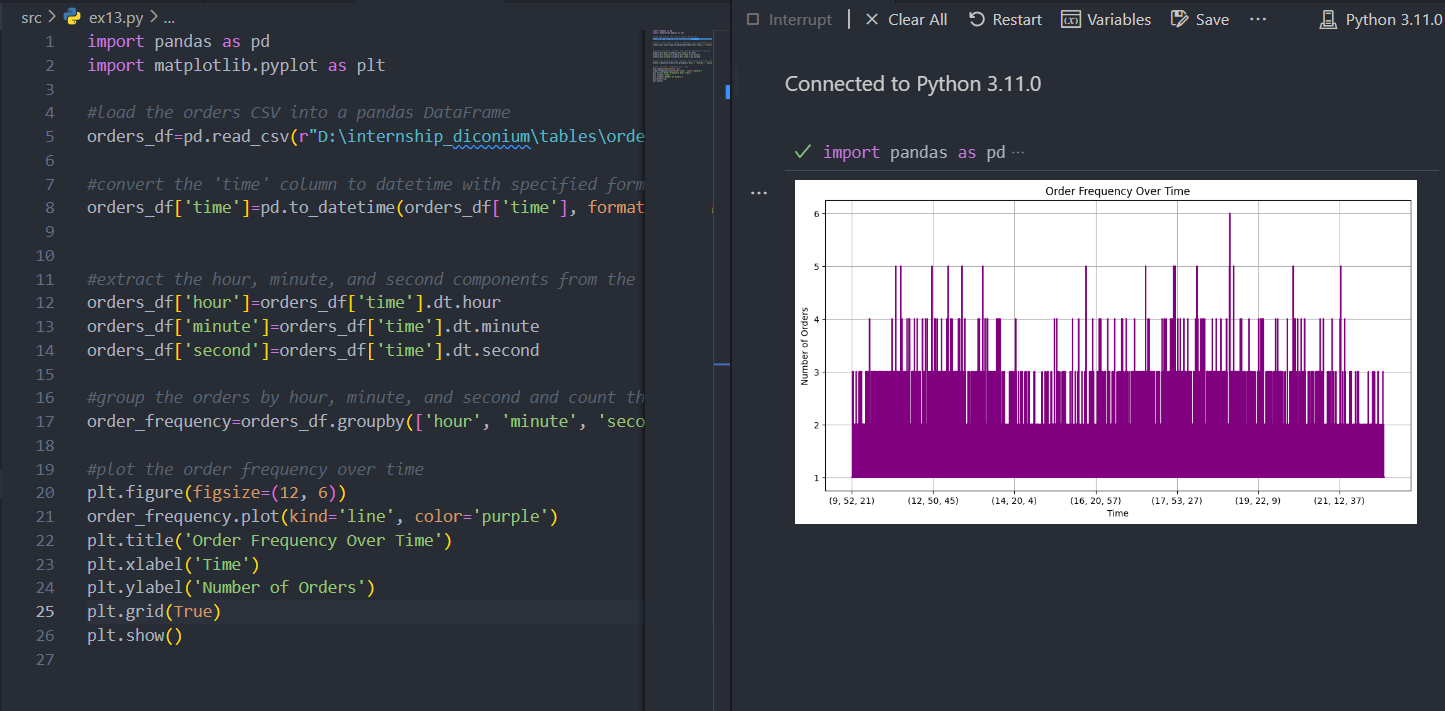 src > ex13.py > ...
1 import pandas as pd
2 import matplotlib.pyplot as plt
3
4 #load the orders CSV into a pandas DataFrame
5 orders_df=pd.read_csv(r"D:\internship_diconium\tables\orde
6
7 #convert the 'time' column to datetime with specified form
8 orders_df['time']=pd.to_datetime(orders_df['time'], format
9
10
11 #extract the hour, minute, and second components from the
12 orders_df['hour']=orders_df['time'].dt.hour
13 orders_df['minute']=orders_df['time'].dt.minute
14 orders_df['second']=orders_df['time'].dt.second
15
16 #group the orders by hour, minute, and second and count th
17 order_frequency=orders_df.groupby(['hour', 'minute', 'seco
18
19 #plot the order frequency over time
20 plt.figure(figsize=(12, 6))
21 order_frequency.plot(kind='line', color='purple')
22 plt.title('Order Frequency Over Time')
23 plt.xlabel('Time')
24 plt.ylabel('Number of Orders')
25 plt.grid(True)
26 plt.show()
27
Interrupt | Clear All Restart Variables Save ··· Python 3.11.0
Connected to Python 3.11.0
import pandas as pd ···
Order Frequency Over Time
Number of Orders
6
5
4
3
2
1
(9, 52, 21) (12, 50, 45) (14, 20, 4) (16, 20, 57) (17, 53, 27) (19, 22, 9) (21, 12, 37)
Time